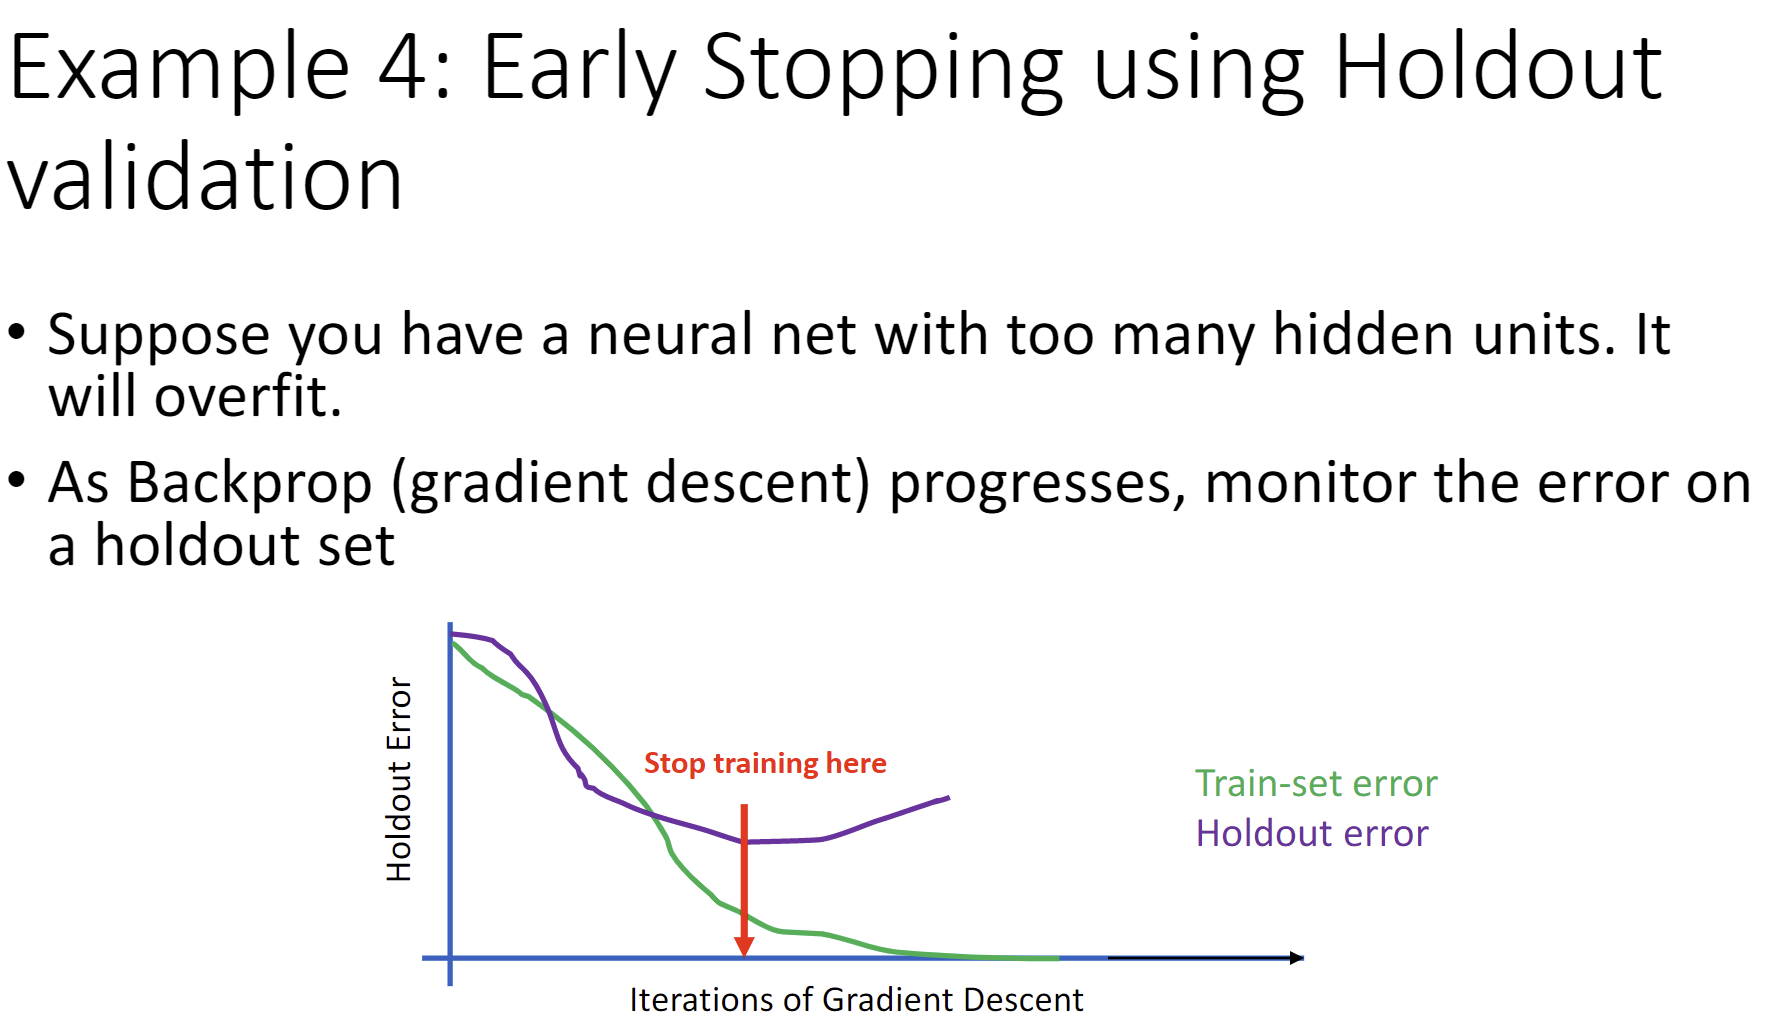 Example 4: Early Stopping using Holdout
validation
• Suppose you have a neural net with too many hidden units. It
will overfit.
• As Backprop (gradient descent) progresses, monitor the error on
a holdout set
Holdout Error
Stop training here
Train-set error
Holdout error
Iterations of Gradient Descent